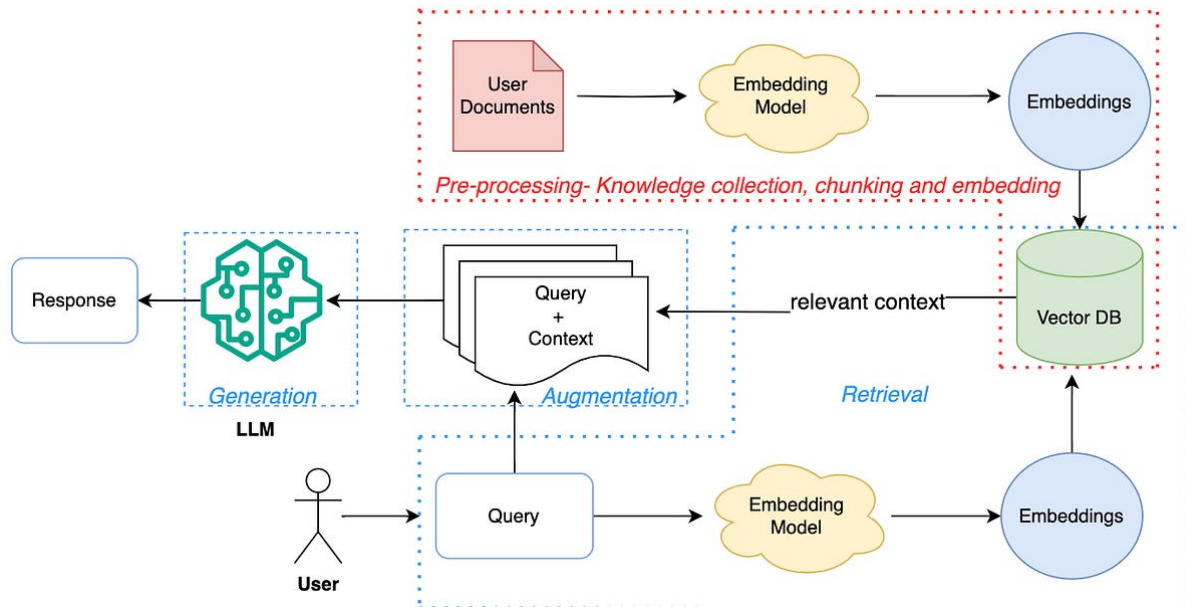 User
Documents
Embedding
Model
Embeddings
Pre-processing- Knowledge collection, chunking and embedding
Response
Generation
LLM
Query
+
Context
Augmentation
relevant context
Vector DB
Retrieval
User
Query
Embedding
Model
Embeddings